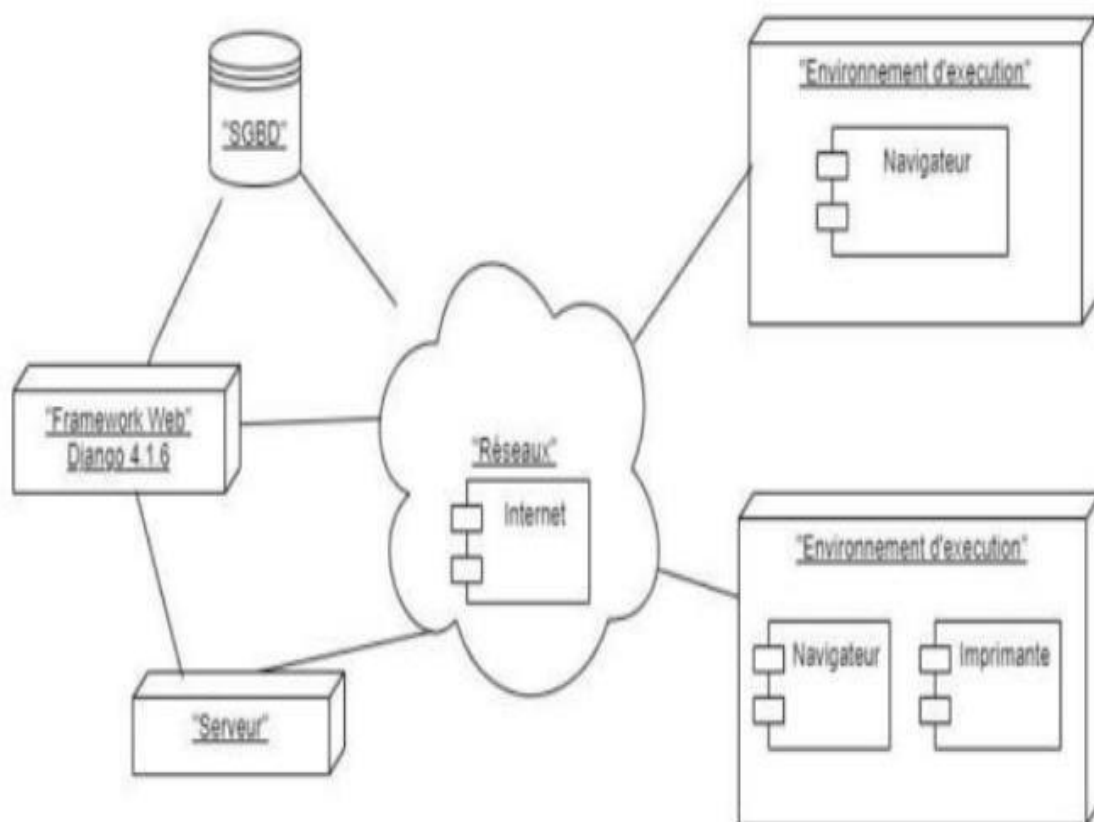 "SGBD"
"Environnement d'execution"
Navigateur
"Framework Web"
Django 4.1.6
"Réseaux"
Internet
"Environnement d'execution"
Navigateur
Imprimante
"Serveur"